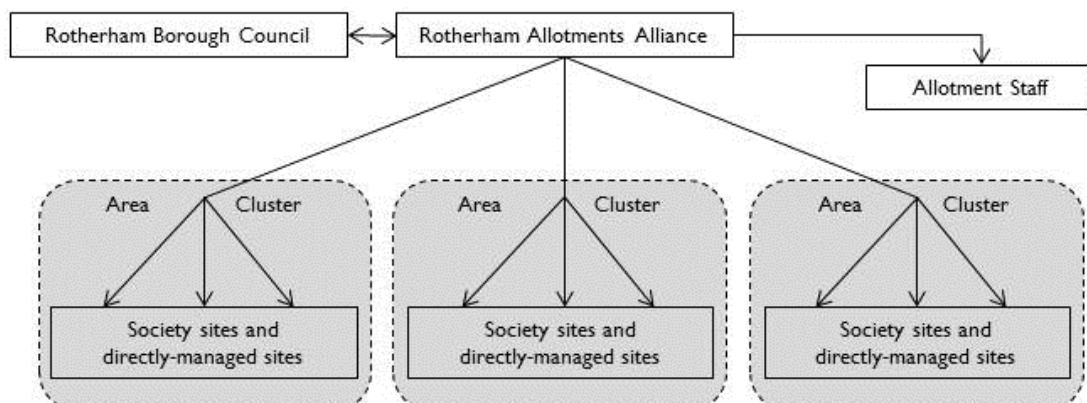 Rotherham Borough Council
Rotherham Allotments Alliance
Allotment Staff
Area Cluster
Area Cluster
Area Cluster
Society sites and
directly-managed sites
Society sites and
directly-managed sites
Society sites and
directly-managed sites